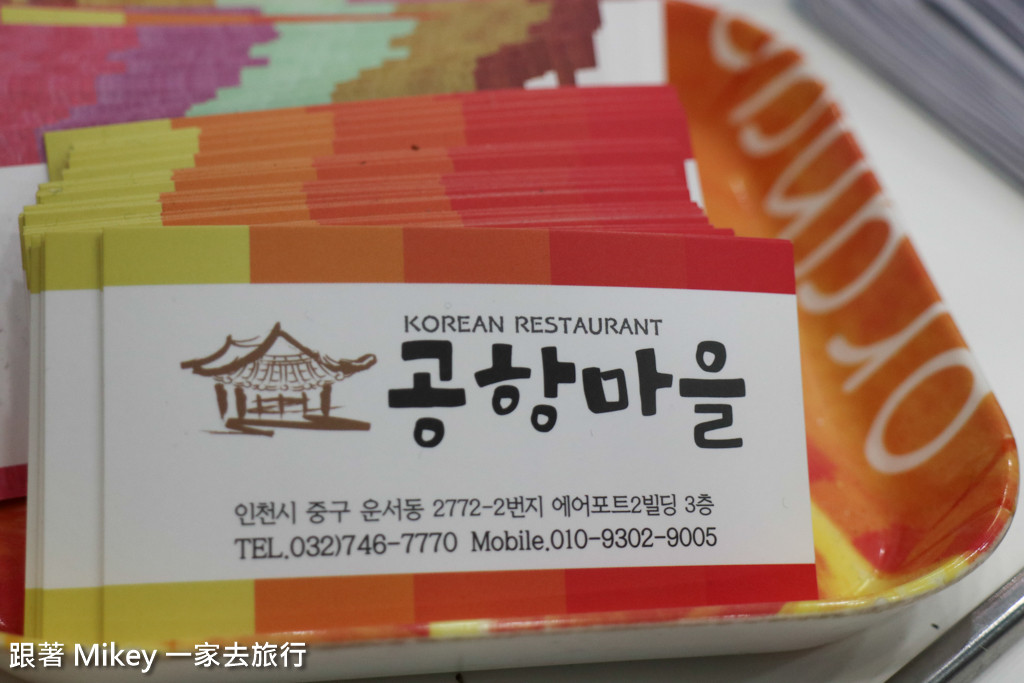 orange
KOREAN RESTAURANT
공항마을
인천시 중구 운서동 2772-2번지 에어포트2빌딩 3층
TEL.032)746-7770 Mobile.010-9302-9005
跟著 Mikey 一家去旅行